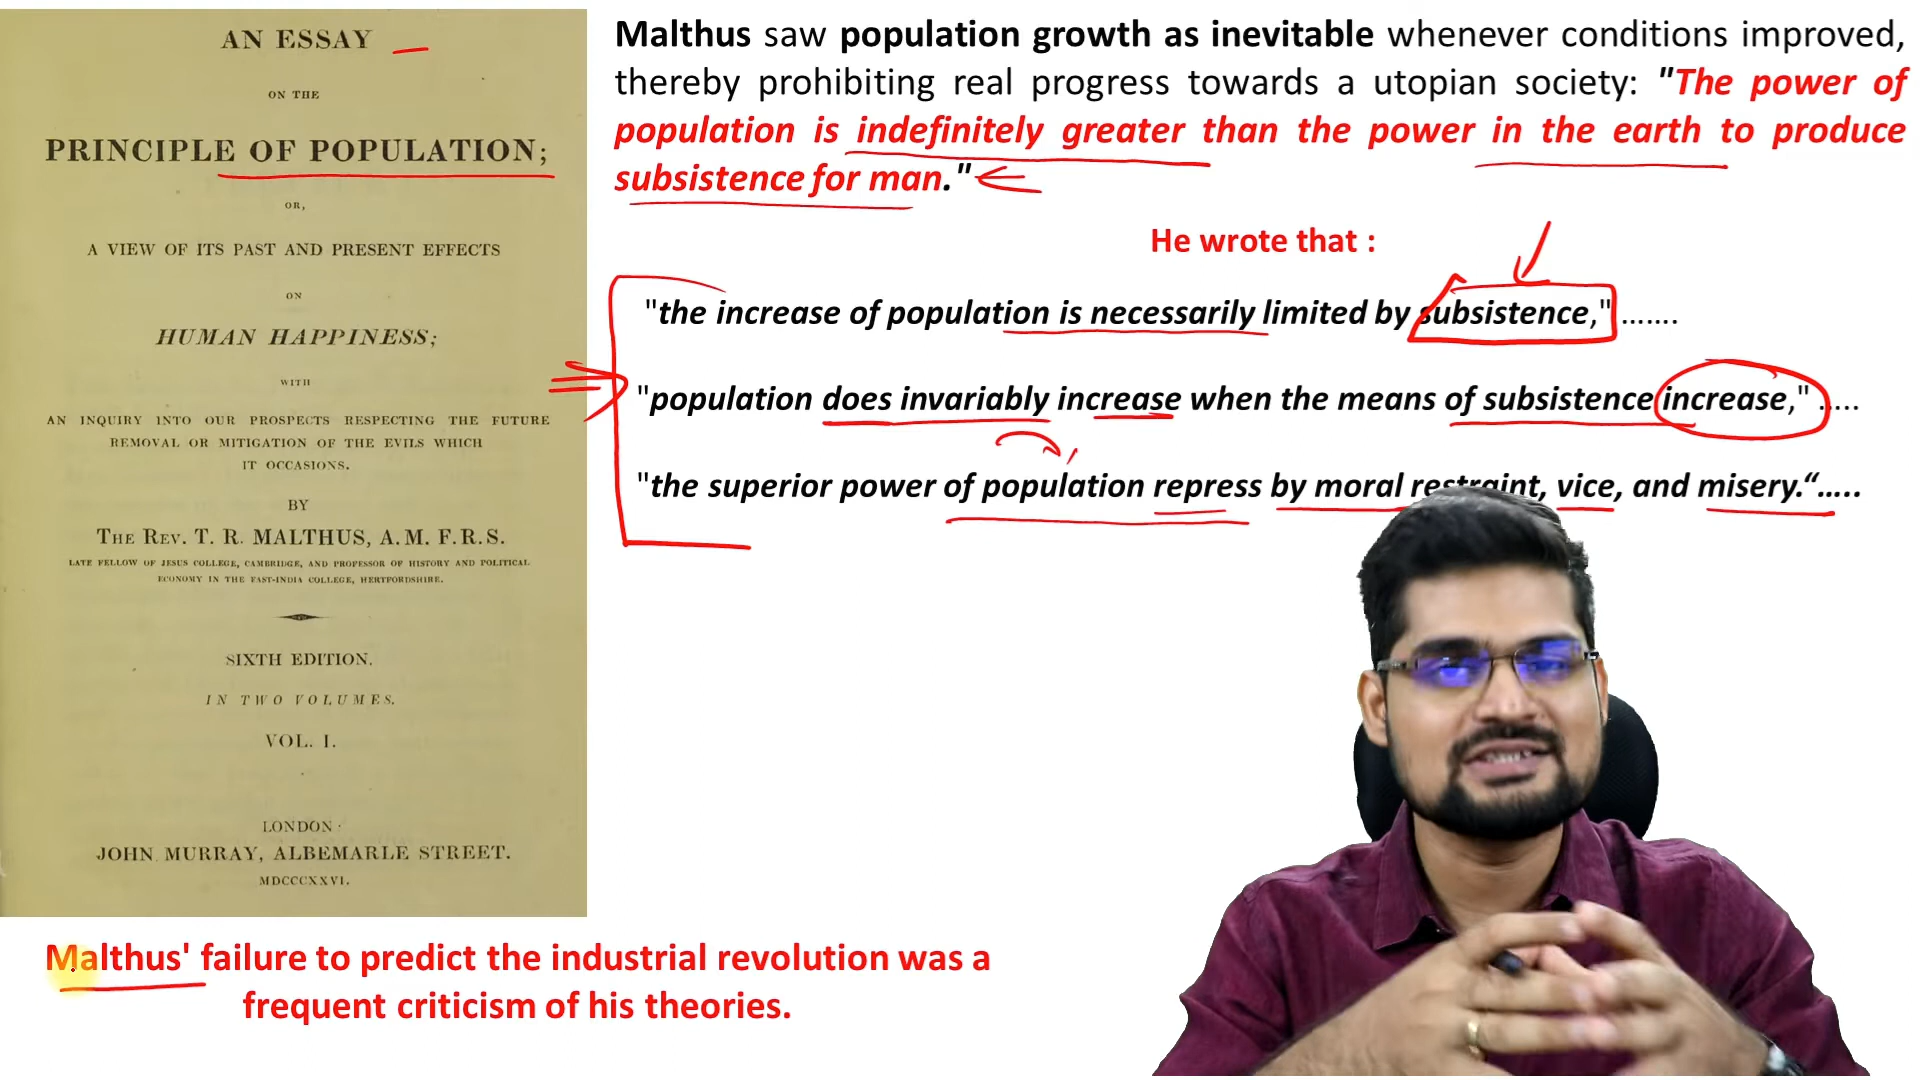 AN ESSAY
ON THE
PRINCIPLE OF POPULATION;
OR,
A VIEW OF ITS PAST AND PRESENT EFFECTS
ON
HUMAN HAPPINESS;
WITH
AN INQUIRY INTO OUR PROSPECTS RESPECTING THE FUTURE
REMOVAL OR MITIGATION OF THE EVILS WHICH
IT OCCASIONS.
BY
THE REV. T. R. MALTHUS, A.M. F.R.S.
LATE FELLOW OF JESUS COLLEGE, CAMBRIDGE, AND PROFESSOR OF HISTORY AND POLITICAL
ECONOMY IN THE EAST-INDIA COLLEGE, HERTFORDSHIRE.
SIXTH EDITION.
IN TWO VOLUMES.
VOL. I.
LONDON
JOHN MURRAY, ALBEMARLE STREET.
MDCCCXXVI.
Malthus' failure to predict the industrial revolution was a
frequent criticism of his theories.
Malthus saw population growth as inevitable whenever conditions improved,
thereby prohibiting real progress towards a utopian society: "The power of
population is indefinitely greater than the power in the earth to produce
subsistence for man."
He wrote that :
"the increase of population is necessarily limited by subsistence," .......
"population does invariably increase when the means of subsistence increase," .....
"the superior power of population repress by moral restraint, vice, and misery.“.....